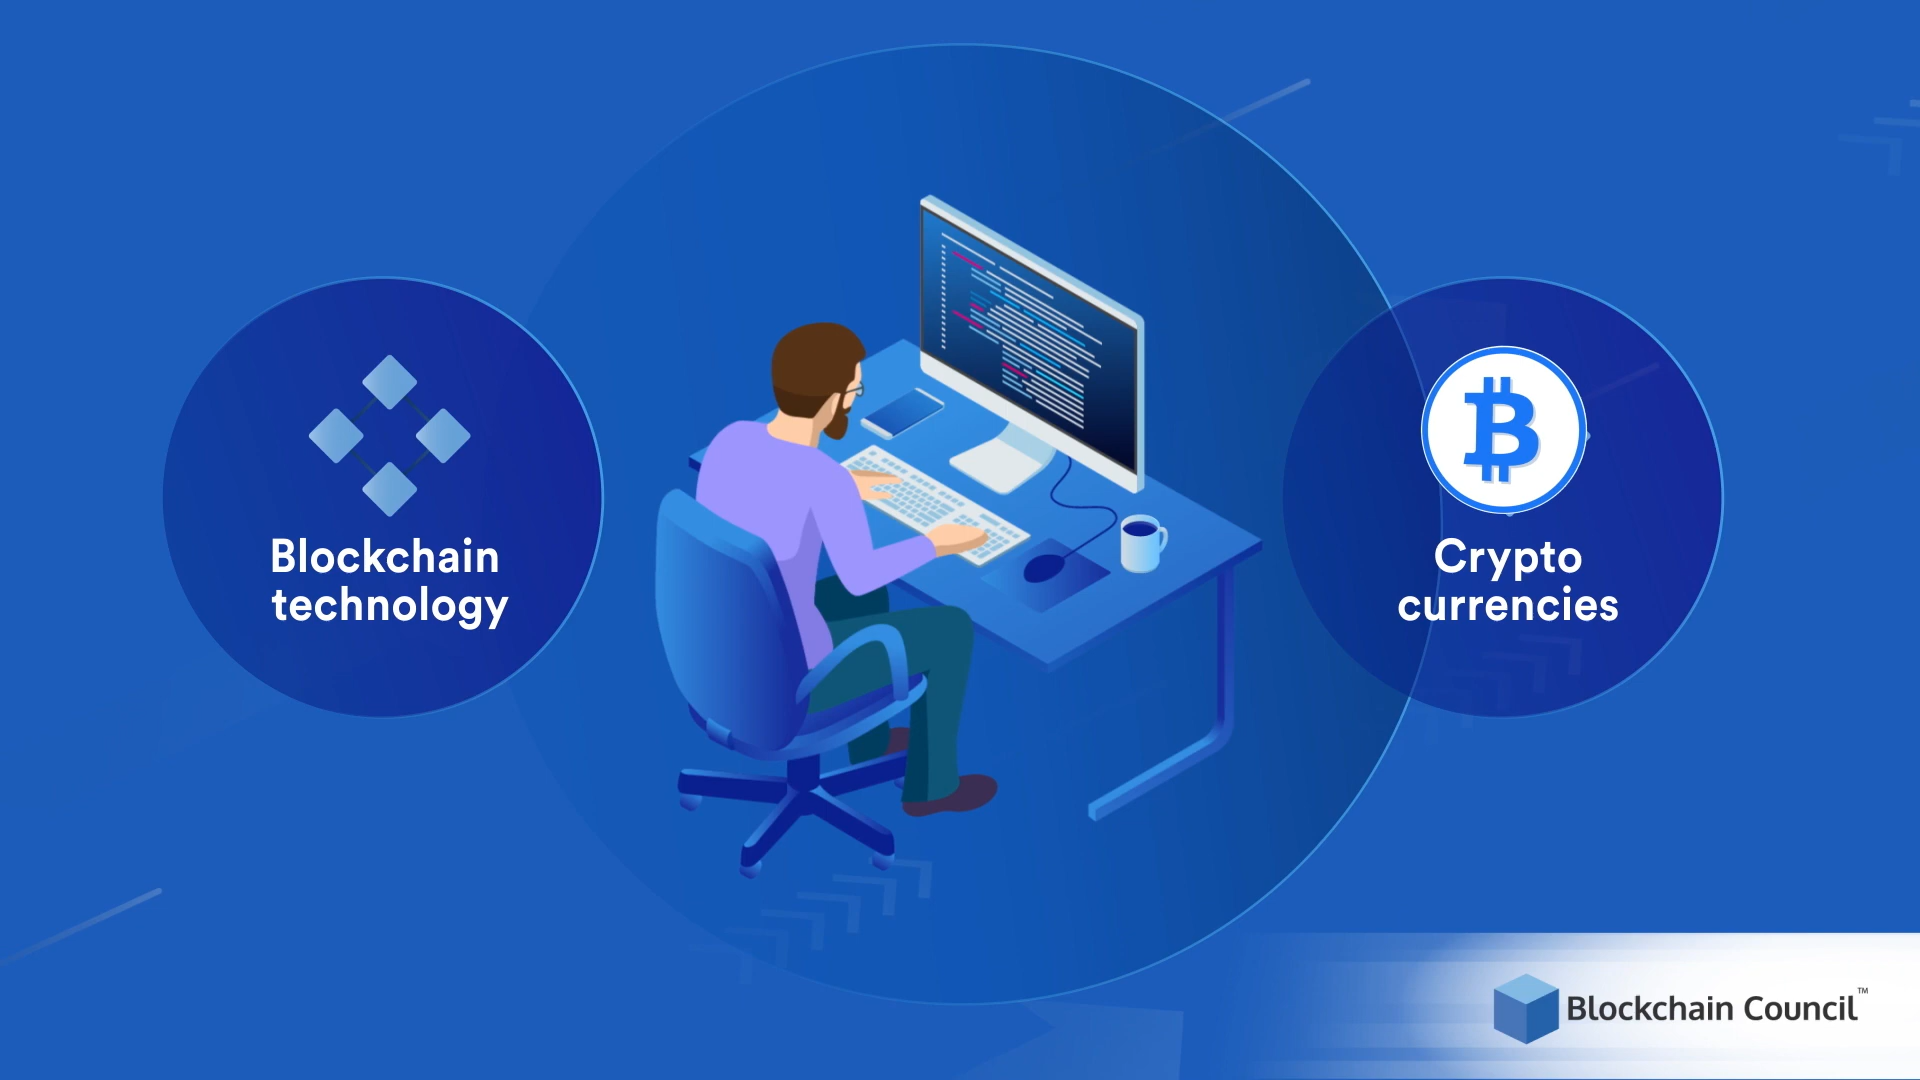 Blockchain
technology
Crypto
currencies
Blockchain Council™